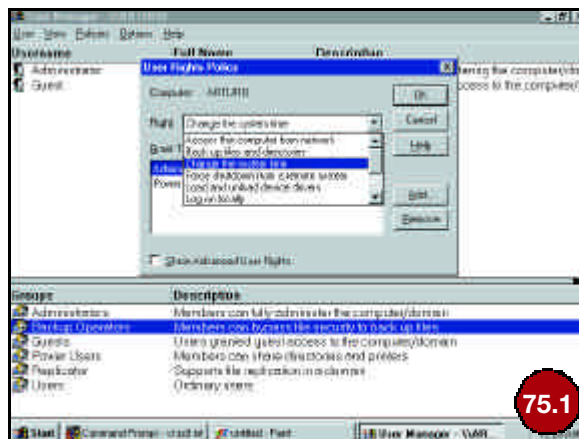 User View Policies Options Help
Username Full Name Description
Administrator
Guest
User Rights Policy
Computer:
OK
Right: Change the system time
Cancel
Access this computer from network
Back up files and directories
Help
Change the system time
Force shutdown from a remote system
Load and unload device drivers
Log on locally
Power
Add...
Remove
Show Advanced User Rights
Groups Description
Administrators Members can fully administer the computer/domain
Backup Operators Members can bypass file security to back up files
Guests Users granted guest access to the computer/domain
Power Users Members can share directories and printers
Replicator Supports file replication in a domain
Users Ordinary users
75.1
Start Command Prompt untitled - Paint User Manager